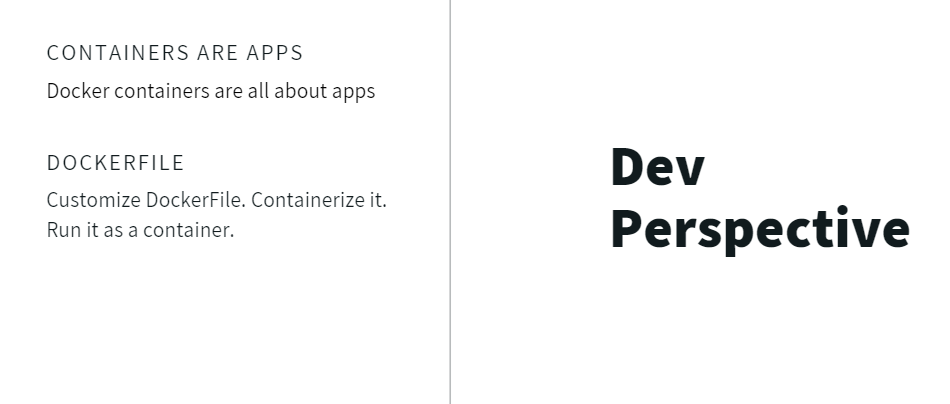 CONTAINERS ARE APPS
Docker containers are all about apps
DOCKERFILE
Customize DockerFile. Containerize it.
Run it as a container.
Dev
Perspective